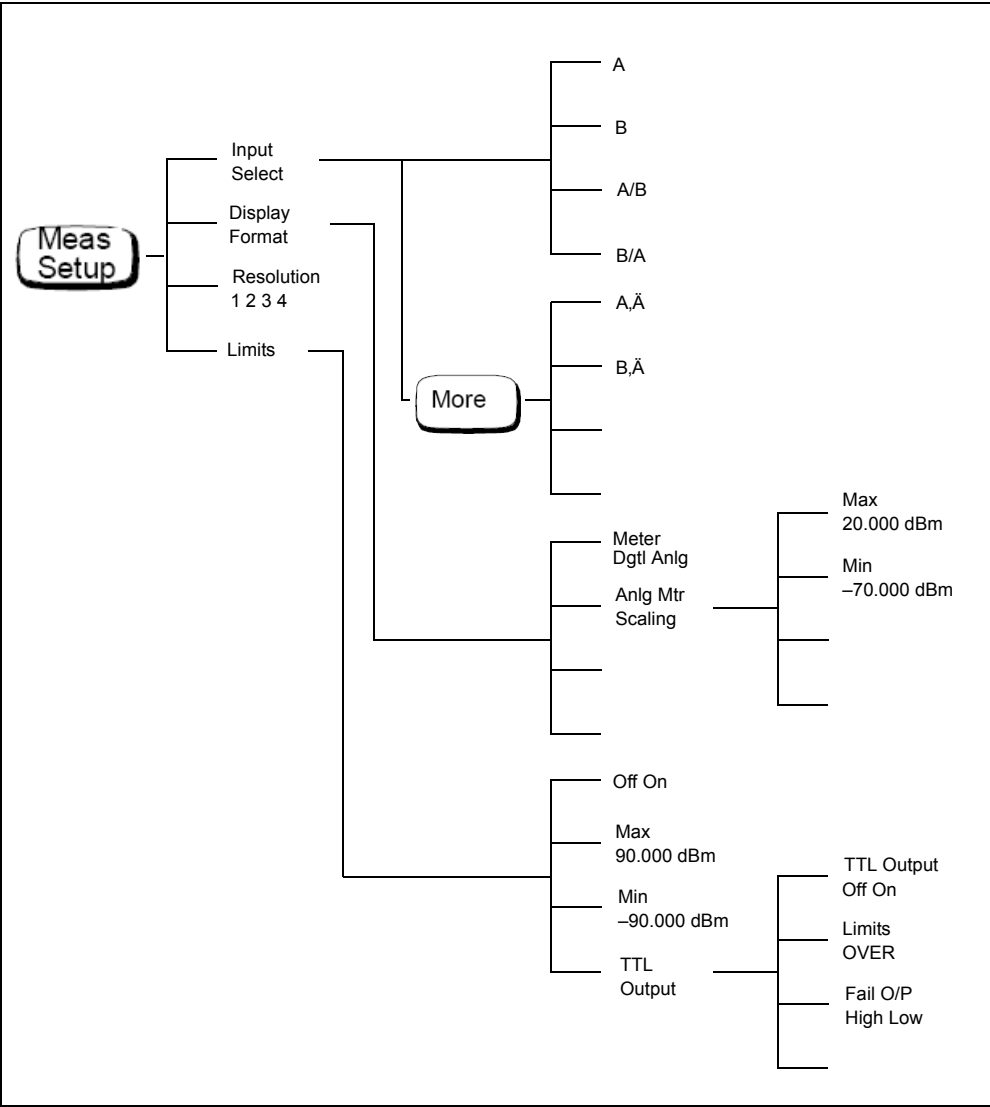 Meas
Setup
Input
Select
Display
Format
Resolution
1 2 3 4
Limits
A
B
A/B
B/A
More
A,Ä
B,Ä
Meter
Dgtl Anlg
Anlg Mtr
Scaling
Max
20.000 dBm
Min
–70.000 dBm
Off On
Max
90.000 dBm
Min
–90.000 dBm
TTL
Output
TTL Output
Off On
Limits
OVER
Fail O/P
High Low